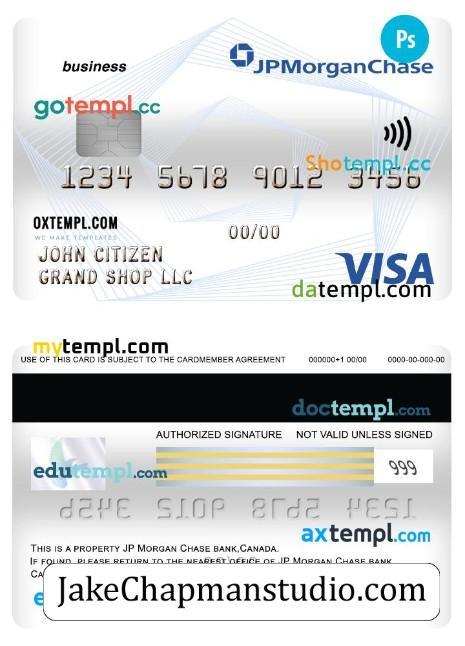 Ps
business
JPMorganChase
gotempl.cc
Shotempl.cc
1234 5678 9012 3456
OXTEMPL.COM
WE MAKE TEMPLATES
00/00
JOHN CITIZEN
GRAND SHOP LLC
VISA
datempl.com
mytempl.com
USE OF THIS CARD IS SUBJECT TO THE CARDMEMBER AGREEMENT 000000+1 00/00 0000-00-000-00
doctempl.com
AUTHORIZED SIGNATURE NOT VALID UNLESS SIGNED
999
edutempl.com
1234 5678 9012 3456
axtempl.com
THIS IS A PROPERTY JP MORGAN CHASE BANK,CANADA.
IF FOUND, PLEASE RETURN TO THE NEAREST OFFICE OF JP MORGAN CHASE BANK
JakeChapmanstudio.com